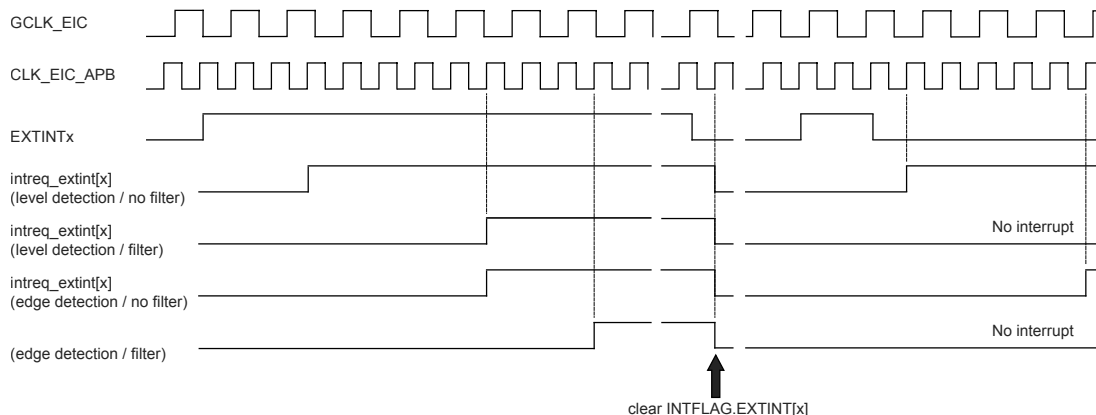 GCLK_EIC
CLK_EIC_APB
EXTINTx
intreq_extint[x]
(level detection / no filter)
intreq_extint[x]
(level detection / filter)
No interrupt
intreq_extint[x]
(edge detection / no filter)
(edge detection / filter)
No interrupt
clear INTFLAG.EXTINT[x]